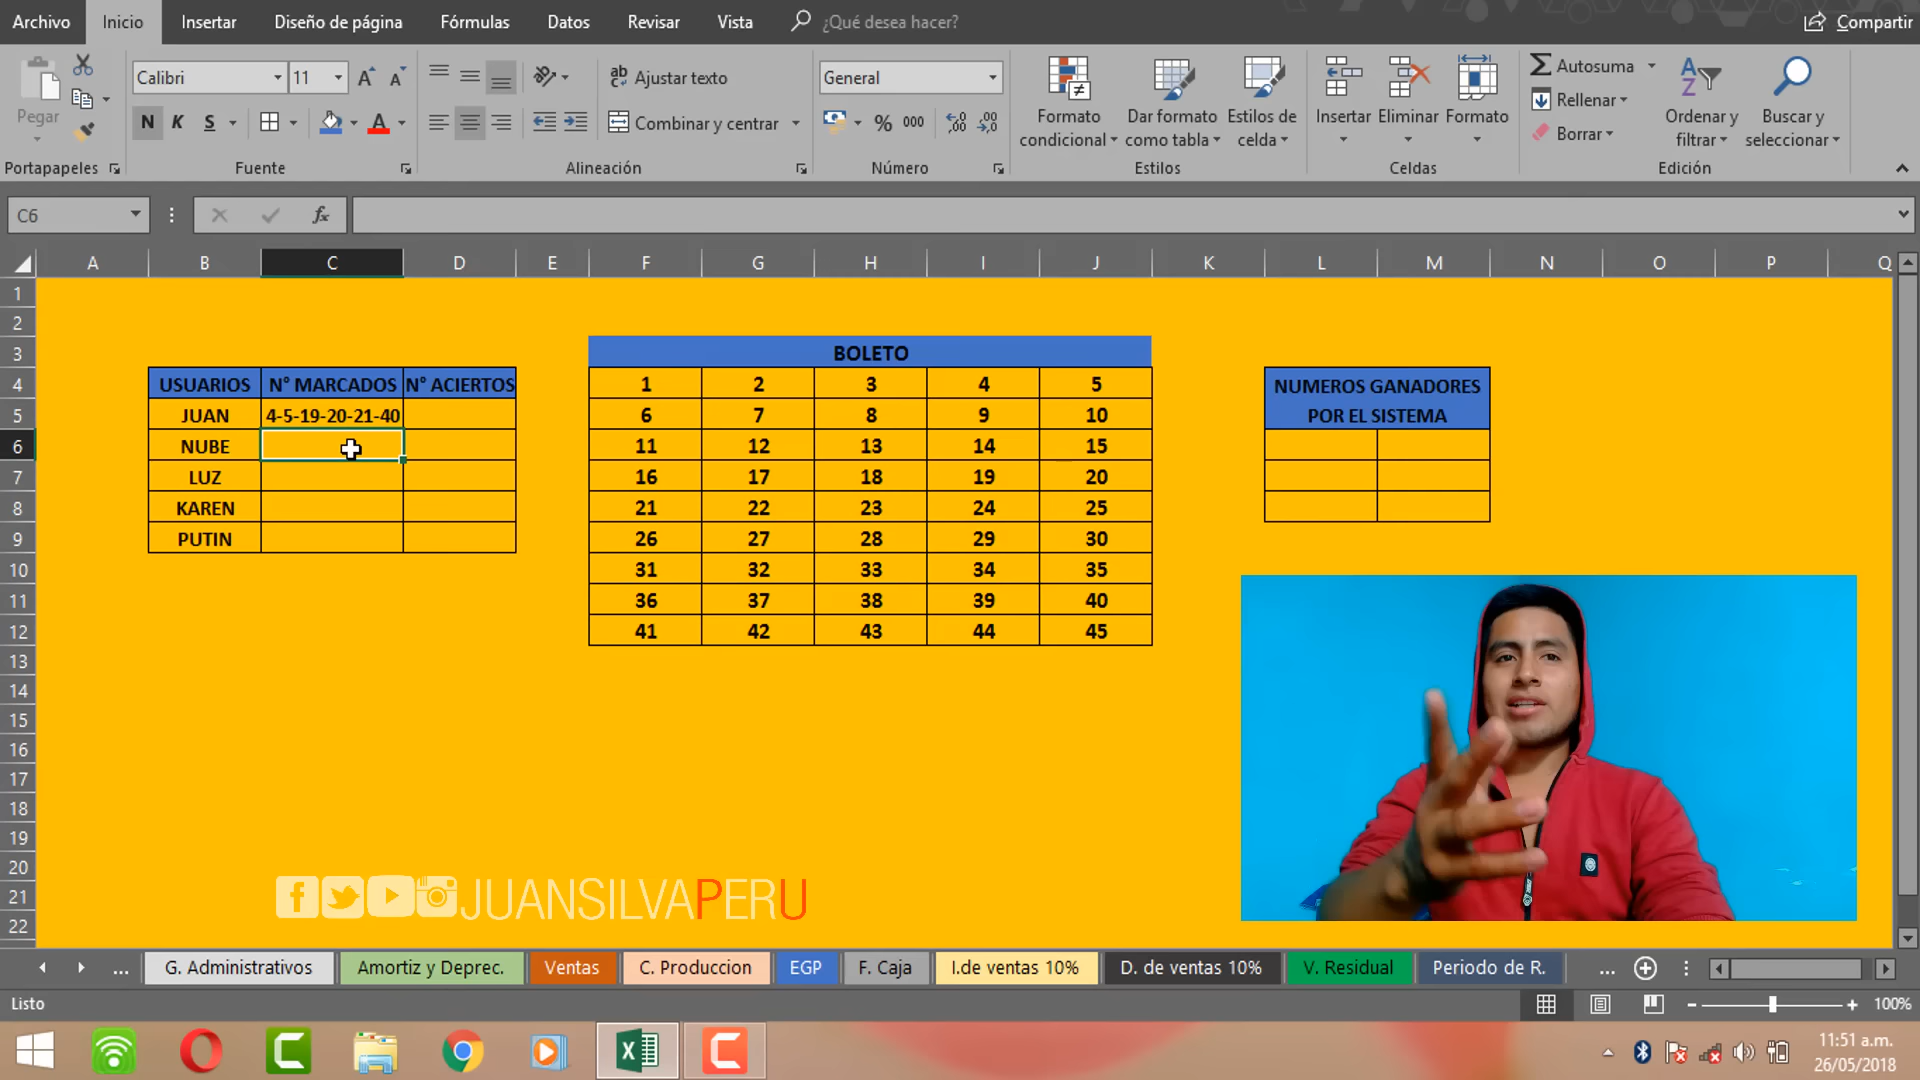 Archivo Inicio Insertar Diseño de página Fórmulas Datos Revisar Vista ¿Qué desea hacer? Compartir
Calibri 11 Ajustar texto General Autosuma
Pegar N K S Combinar y centrar % 000 Formato condicional Dar formato como tabla Estilos de celda Insertar Eliminar Formato Rellenar Borrar Ordenar y filtrar Buscar y seleccionar
Portapapeles Fuente Alineación Número Estilos Celdas Edición
C6 fx
A B C D E F G H I J K L M N O P Q
1
2
3 BOLETO
4 USUARIOS N° MARCADOS N° ACIERTOS 1 2 3 4 5 NUMEROS GANADORES
5 JUAN 4-5-19-20-21-40 6 7 8 9 10 POR EL SISTEMA
6 NUBE 11 12 13 14 15
7 LUZ 16 17 18 19 20
8 KAREN 21 22 23 24 25
9 PUTIN 26 27 28 29 30
10 31 32 33 34 35
11 36 37 38 39 40
12 41 42 43 44 45
13
14
15
16
17
18
19
20
21 JUANSILVAPERU
22
... G. Administrativos Amortiz y Deprec. Ventas C. Produccion EGP F. Caja I.de ventas 10% D. de ventas 10% V. Residual Periodo de R. ...
Listo 100%
11:51 a.m.
26/05/2018